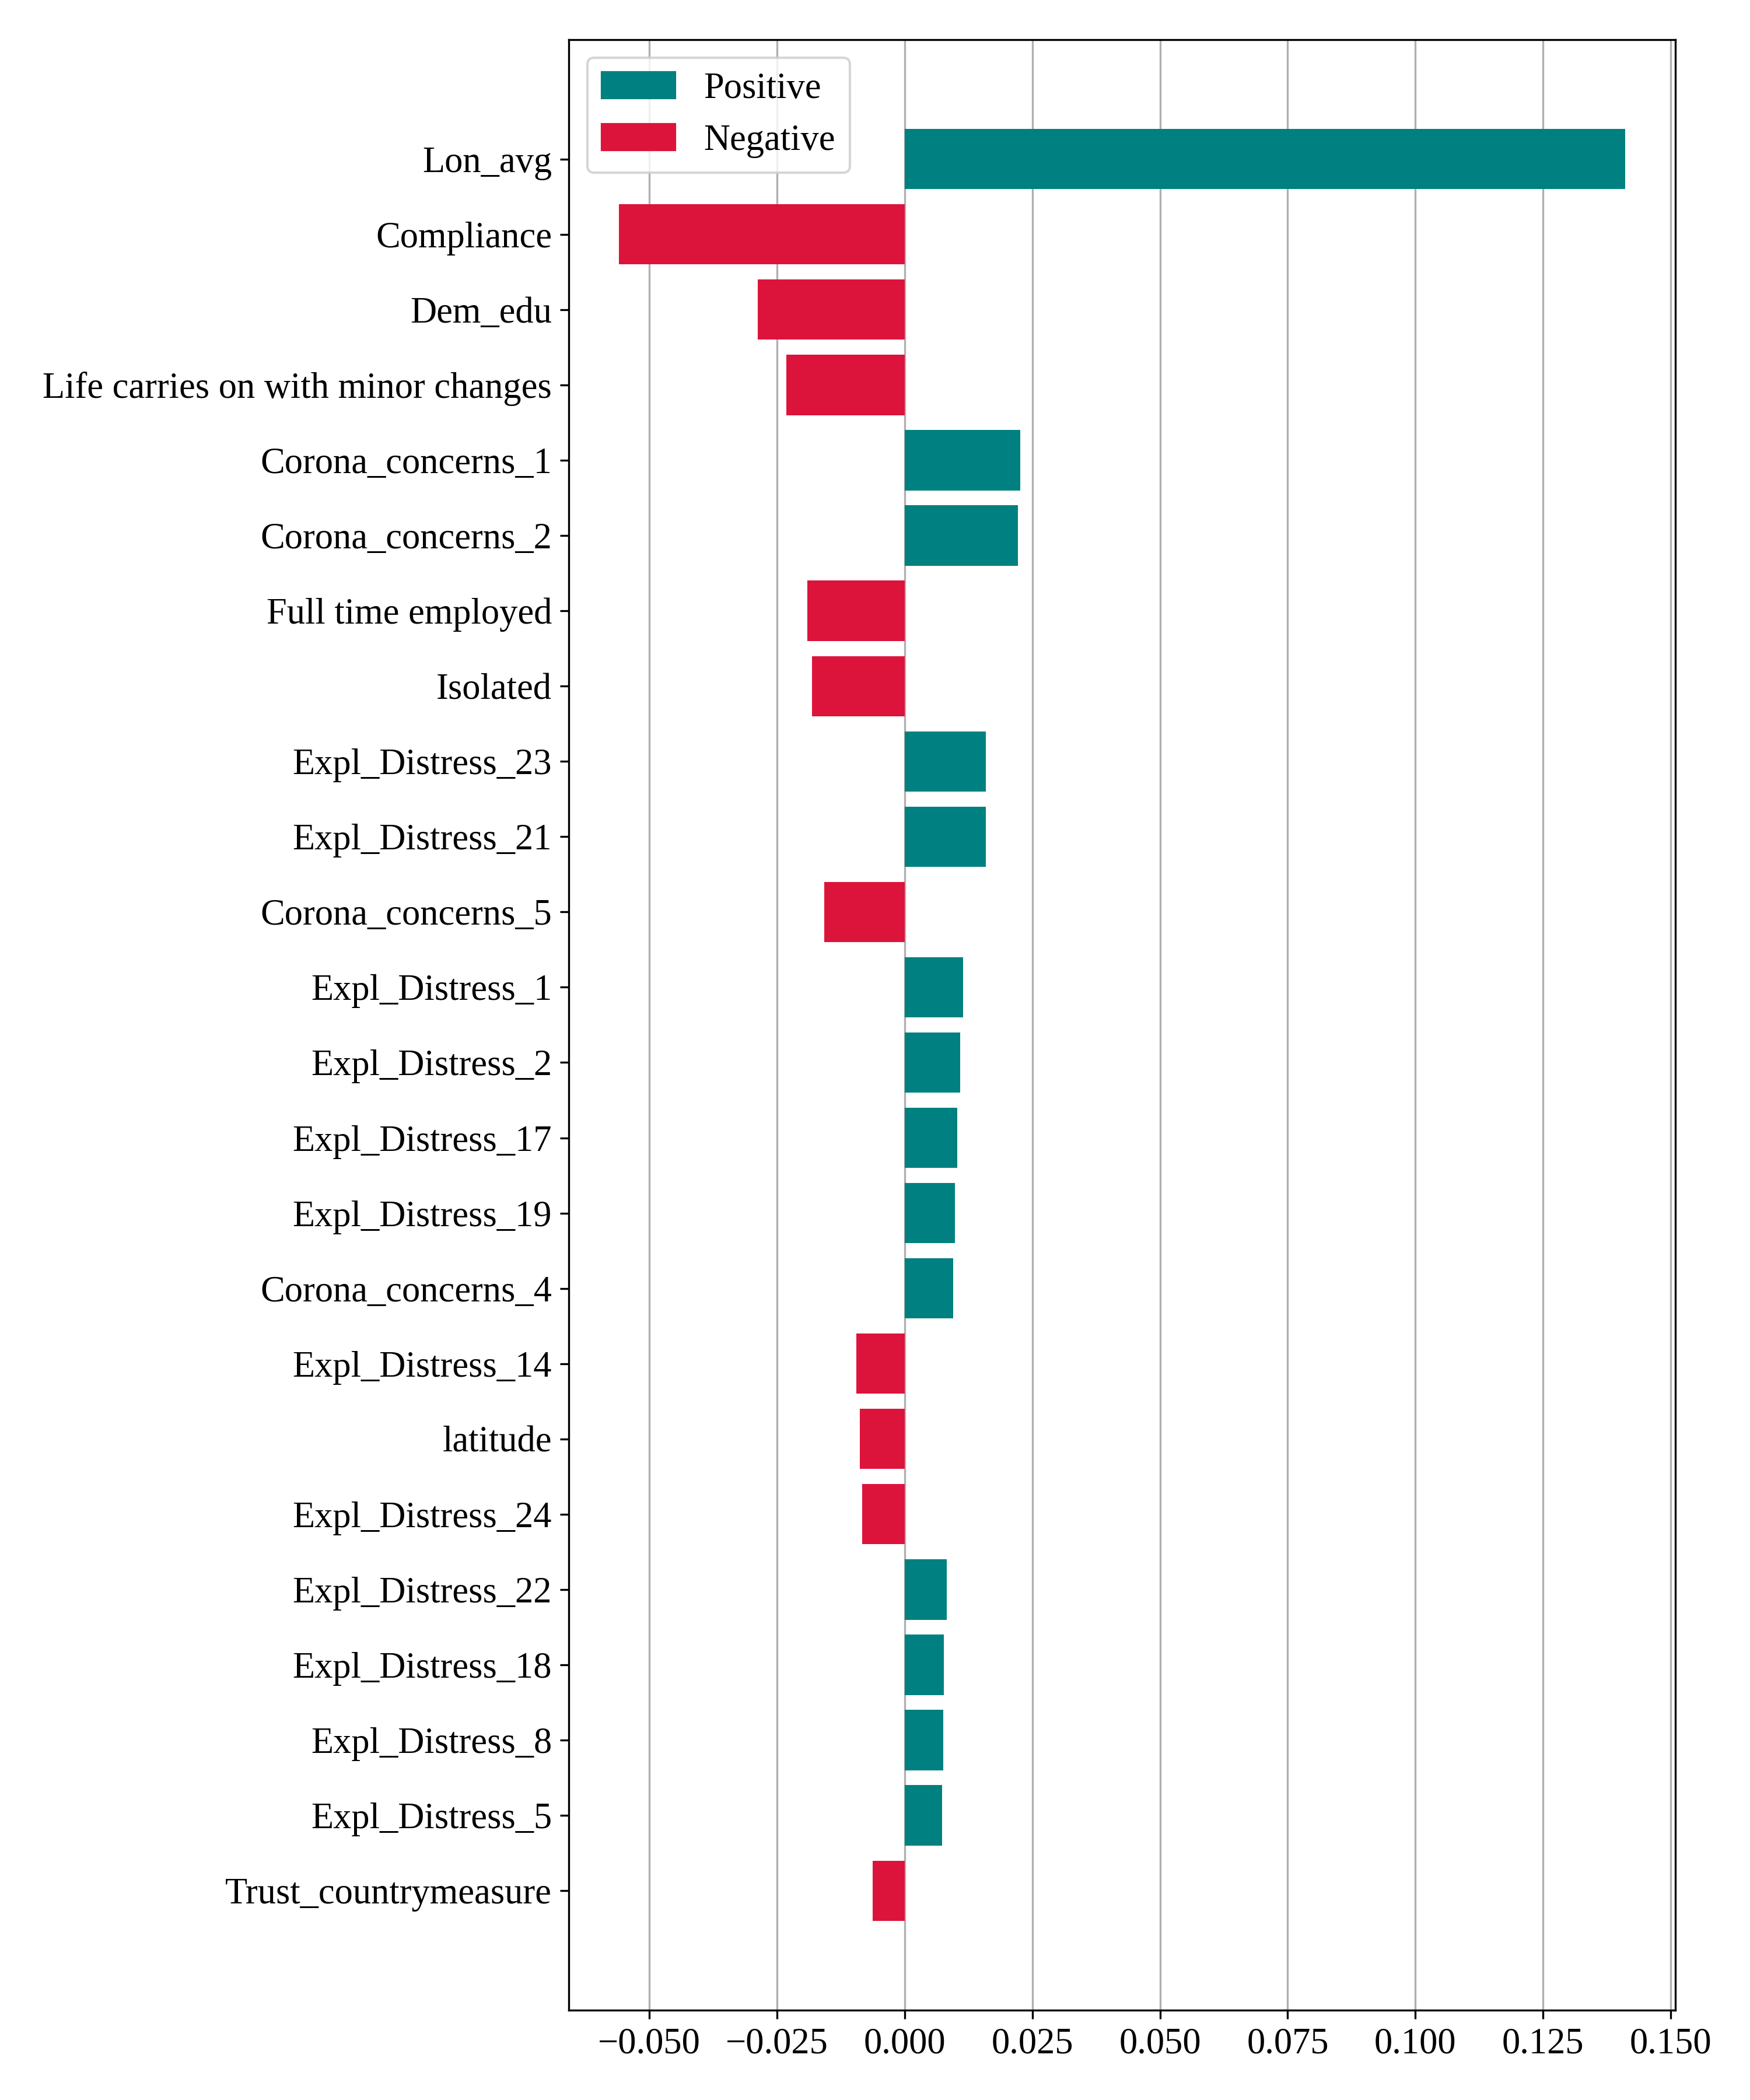 Positive
Negative
Lon_avg
Compliance
Dem_edu
Life carries on with minor changes
Corona_concerns_1
Corona_concerns_2
Full time employed
Isolated
Expl_Distress_23
Expl_Distress_21
Corona_concerns_5
Expl_Distress_1
Expl_Distress_2
Expl_Distress_17
Expl_Distress_19
Corona_concerns_4
Expl_Distress_14
latitude
Expl_Distress_24
Expl_Distress_22
Expl_Distress_18
Expl_Distress_8
Expl_Distress_5
Trust_countrymeasure
−0.050 −0.025 0.000 0.025 0.050 0.075 0.100 0.125 0.150